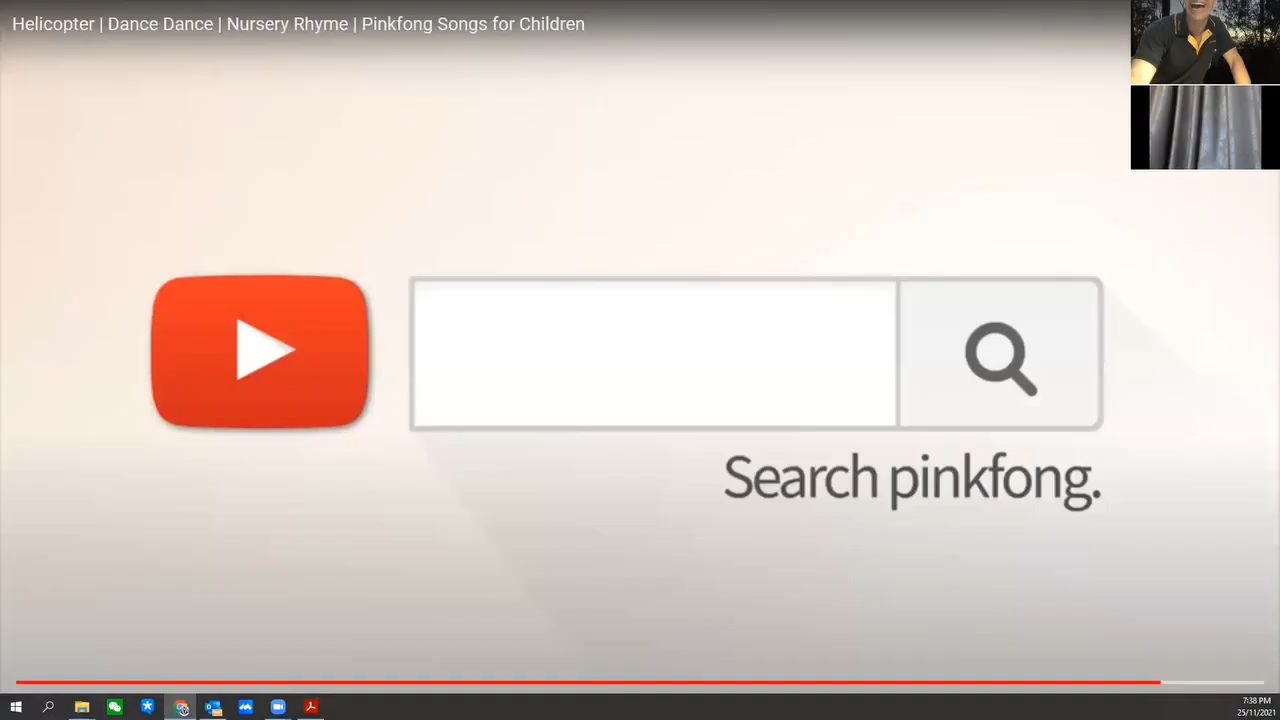 Helicopter | Dance Dance | Nursery Rhyme | Pinkfong Songs for Children
Search pinkfong.
7:38 PM
25/11/2021